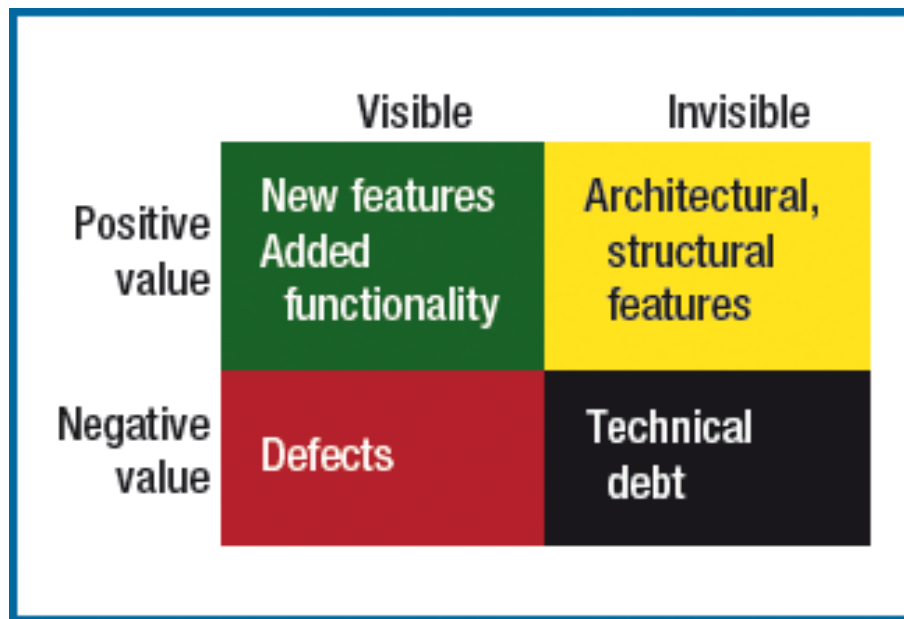 Visible Invisible
Positive
value
New features
Added
functionality
Architectural,
structural
features
Negative
value
Defects
Technical
debt